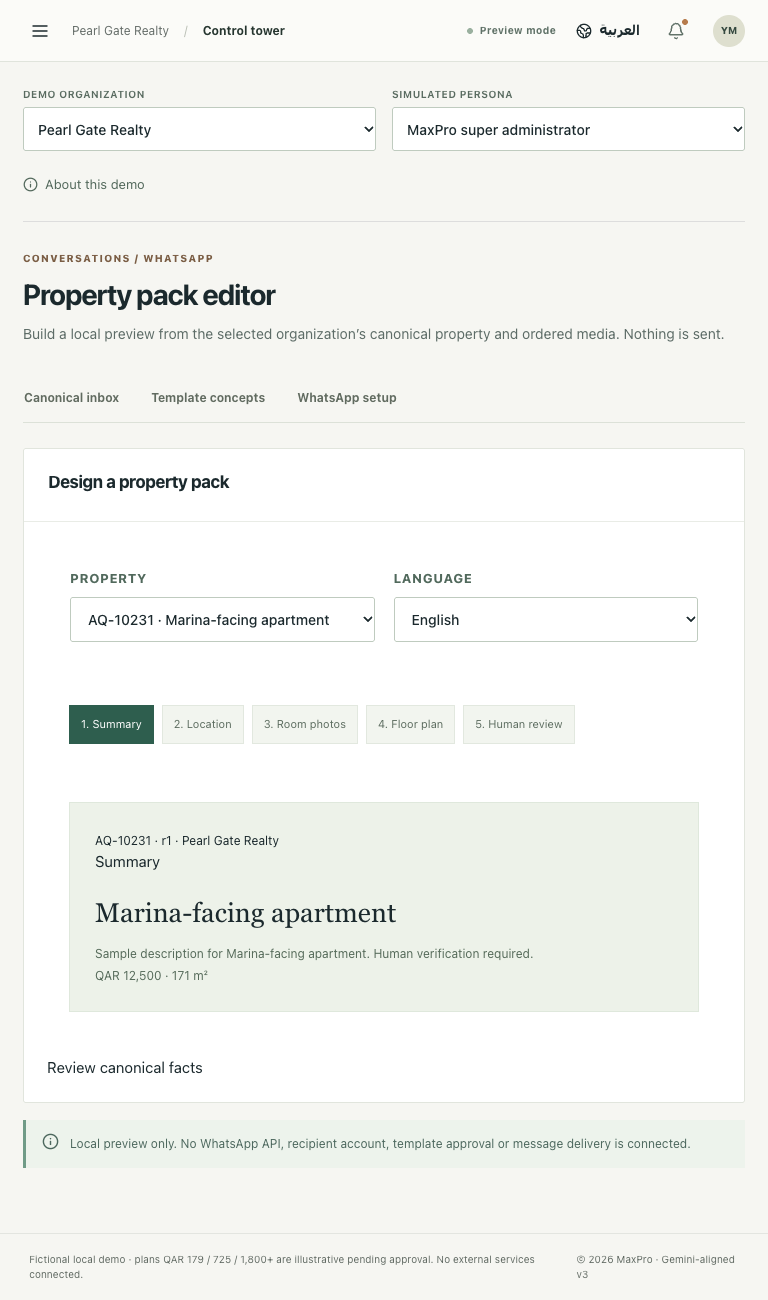 Pearl Gate Realty / Control tower
Preview mode
العربية
YM
DEMO ORGANIZATION
Pearl Gate Realty
SIMULATED PERSONA
MaxPro super administrator
About this demo
CONVERSATIONS / WHATSAPP
Property pack editor
Build a local preview from the selected organization’s canonical property and ordered media. Nothing is sent.
Canonical inbox
Template concepts
WhatsApp setup
Design a property pack
PROPERTY
AQ-10231 · Marina-facing apartment
LANGUAGE
English
1. Summary
2. Location
3. Room photos
4. Floor plan
5. Human review
AQ-10231 · r1 · Pearl Gate Realty
Summary
Marina-facing apartment
Sample description for Marina-facing apartment. Human verification required.
QAR 12,500 · 171 m²
Review canonical facts
Local preview only. No WhatsApp API, recipient account, template approval or message delivery is connected.
Fictional local demo · plans QAR 179 / 725 / 1,800+ are illustrative pending approval. No external services
connected.
© 2026 MaxPro · Gemini-aligned
v3